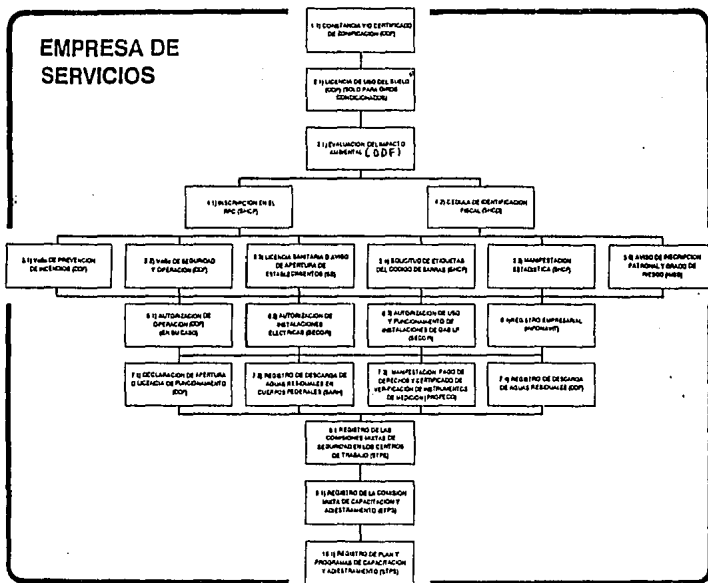 EMPRESA DE
SERVICIOS
1.1) CONSTANCIA Y/O CERTIFICADO
DE ZONIFICACION (DDF)
2.1) LICENCIA DE USO DEL SUELO
(DDF) (SOLO PARA GIROS
CONDICIONADOS)
3.1) EVALUACION DEL IMPACTO
AMBIENTAL (DDF)
4.1) INSCRIPCION EN EL
RFC (SHCP)
4.2) CEDULA DE IDENTIFICACION
FISCAL (SHCP)
5.1) VoBo DE PREVENCION
DE INCENDIOS (DDF)
5.2) VoBo DE SEGURIDAD
Y OPERACION (DDF)
5.3) LICENCIA SANITARIA O AVISO
DE APERTURA DE
ESTABLECIMIENTOS (SS)
5.4) SOLICITUD DE ETIQUETAS
DEL CODIGO DE BARRAS (SHCP)
5.5) MANIFESTACION
ESTADISTICA (SHCP)
5.6) AVISO DE INSCRIPCION
PATRONAL Y GRADO DE
RIESGO (IMSS)
6.1) AUTORIZACION DE
OPERACION (DDF)
(EN SU CASO)
6.2) AUTORIZACION DE
INSTALACIONES
ELECTRICAS (SECOFI)
6.3) AUTORIZACION DE USO
Y FUNCIONAMIENTO DE
INSTALACIONES DE GAS LP
(SECOFI)
REGISTRO EMPRESARIAL
(INFONAVIT)
7.1) DECLARACION DE APERTURA
O LICENCIA DE FUNCIONAMIENTO
(DDF)
7.2) REGISTRO DE DESCARGA DE
AGUAS RESIDUALES EN
CUERPOS FEDERALES (SARH)
7.3) MANIFESTACION PAGO DE
DERECHOS Y CERTIFICADO DE
VERIFICACION DE INSTRUMENTOS
DE MEDICION (PROFECO)
7.4) REGISTRO DE DESCARGA
DE AGUAS RESIDUALES (DDF)
8.1) REGISTRO DE LAS
COMISIONES MIXTAS DE
SEGURIDAD EN LOS CENTROS
DE TRABAJO (STPS)
9.1) REGISTRO DE LA COMISION
MIXTA DE CAPACITACION Y
ADIESTRAMIENTO (STPS)
10.1) REGISTRO DE PLAN Y
PROGRAMAS DE CAPACITACION
Y ADIESTRAMIENTO (STPS)